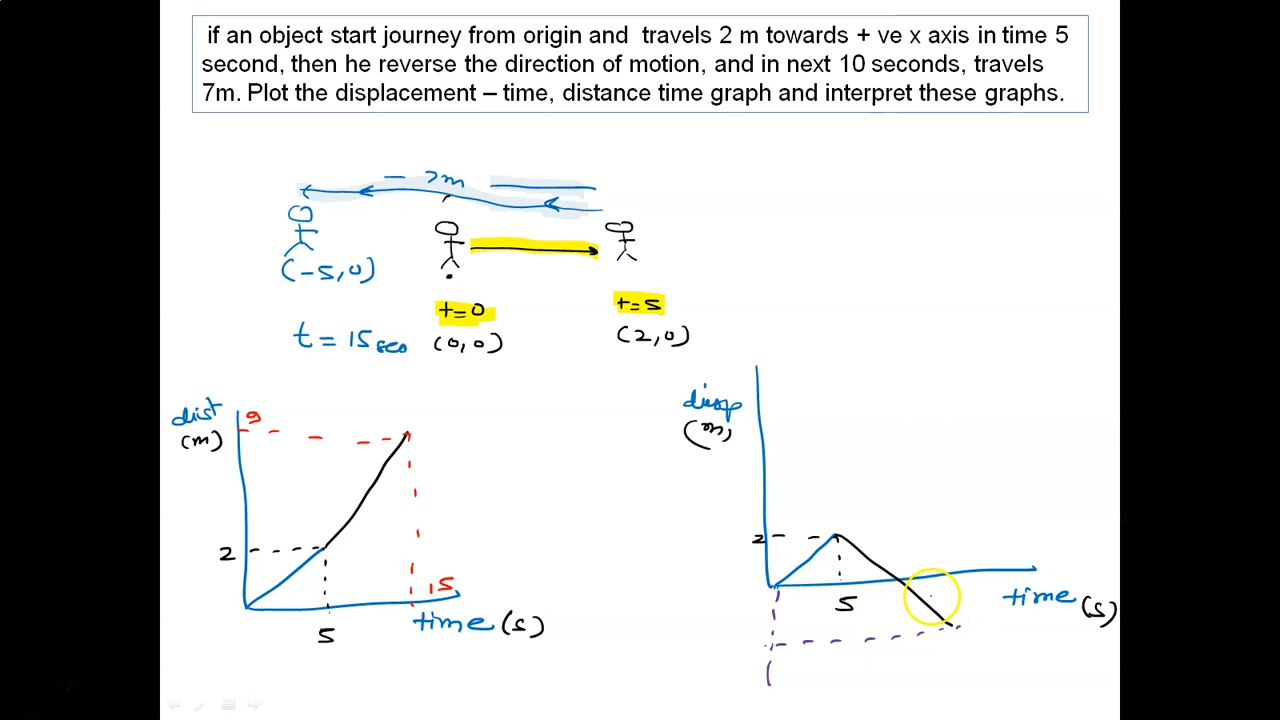 if an object start journey from origin and travels 2 m towards + ve x axis in time 5
second, then he reverse the direction of motion, and in next 10 seconds, travels
7m. Plot the displacement – time, distance time graph and interpret these graphs.
– 7m
(-5,0)
t=0
t=5
t = 15 sec
(0,0)
(2,0)
dist
(m)
9
2
5
15
time (s)
disp
(m)
2
5
time (s)